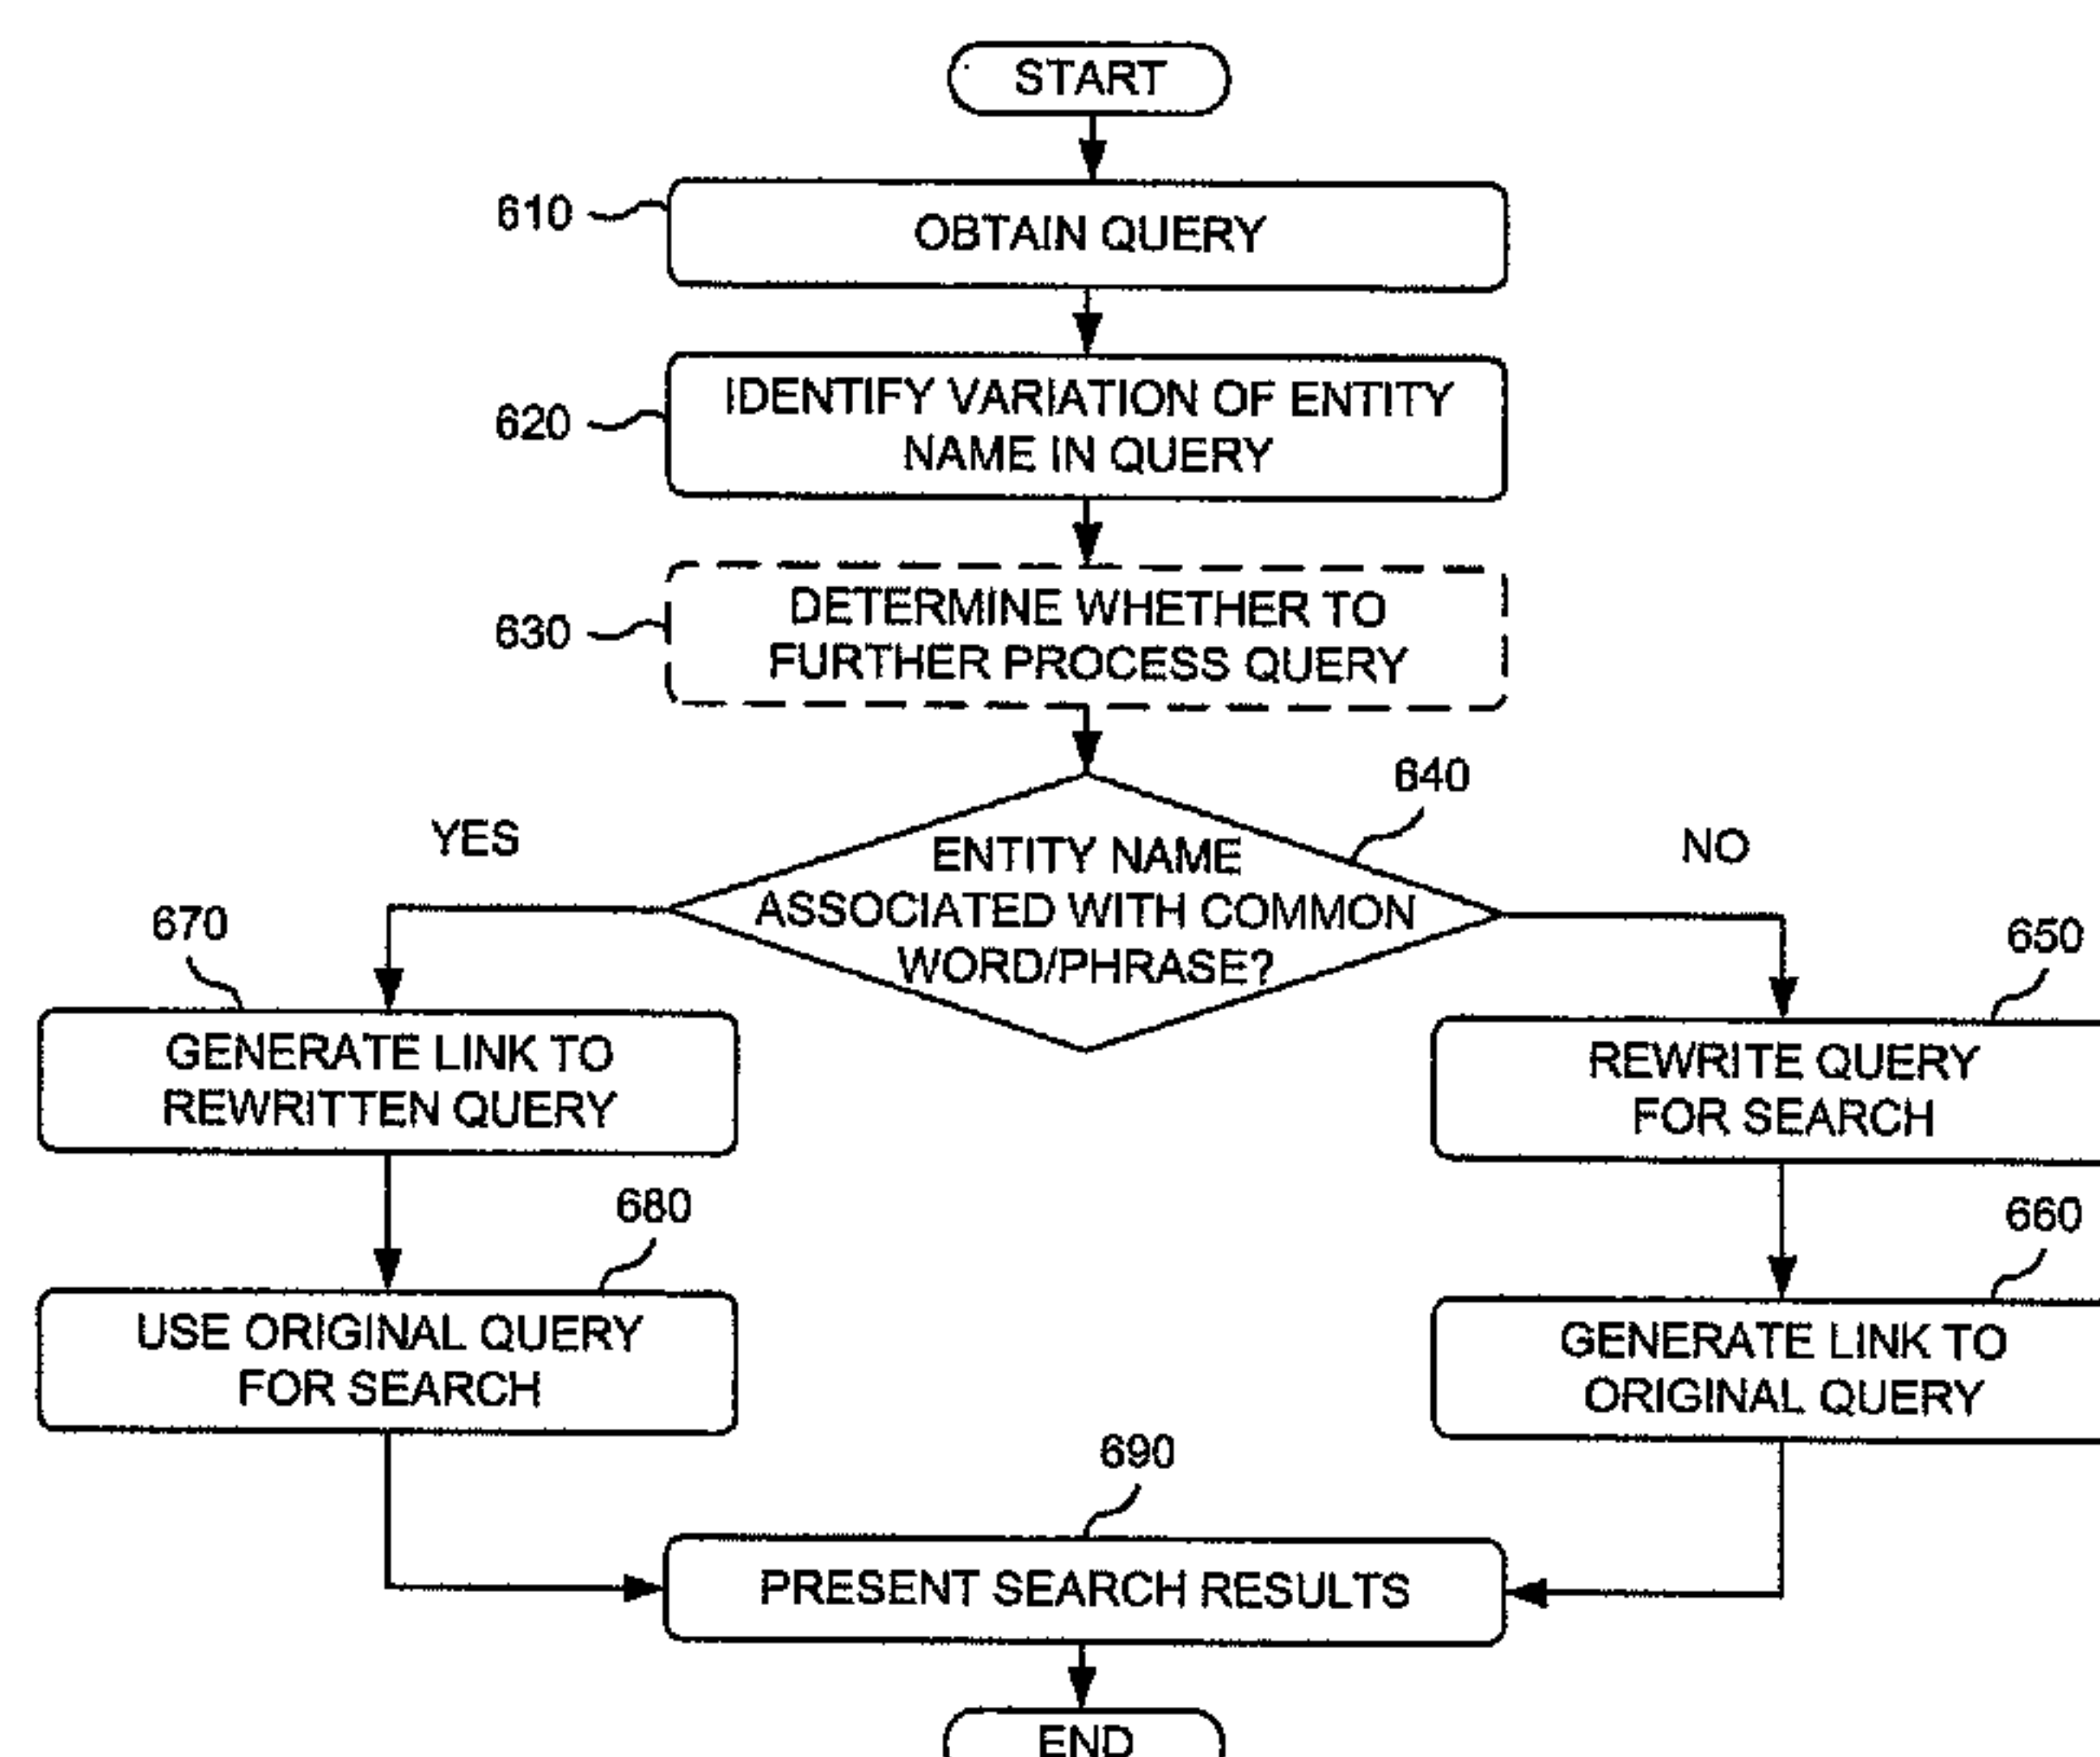 START
610
OBTAIN QUERY
620
IDENTIFY VARIATION OF ENTITY
NAME IN QUERY
630
DETERMINE WHETHER TO
FURTHER PROCESS QUERY
640
ENTITY NAME
ASSOCIATED WITH COMMON
WORD/PHRASE?
YES
NO
670
GENERATE LINK TO
REWRITTEN QUERY
650
REWRITE QUERY
FOR SEARCH
680
USE ORIGINAL QUERY
FOR SEARCH
660
GENERATE LINK TO
ORIGINAL QUERY
690
PRESENT SEARCH RESULTS
END